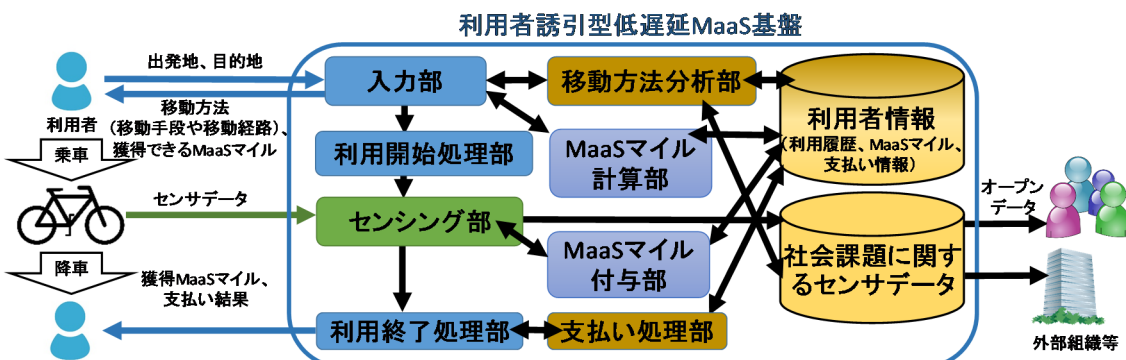 利用者誘引型低遅延MaaS基盤
出発地、目的地
利用者
移動方法
（移動手段や移動経路）、
獲得できるMaaSマイル
乗車
センサデータ
降車
獲得MaaSマイル、
支払い結果
入力部
移動方法分析部
利用開始処理部
MaaSマイル
計算部
センシング部
MaaSマイル
付与部
利用終了処理部
支払い処理部
利用者情報
（利用履歴、MaaSマイル、
支払い情報）
社会課題に関す
るセンサデータ
オープン
データ
外部組織等